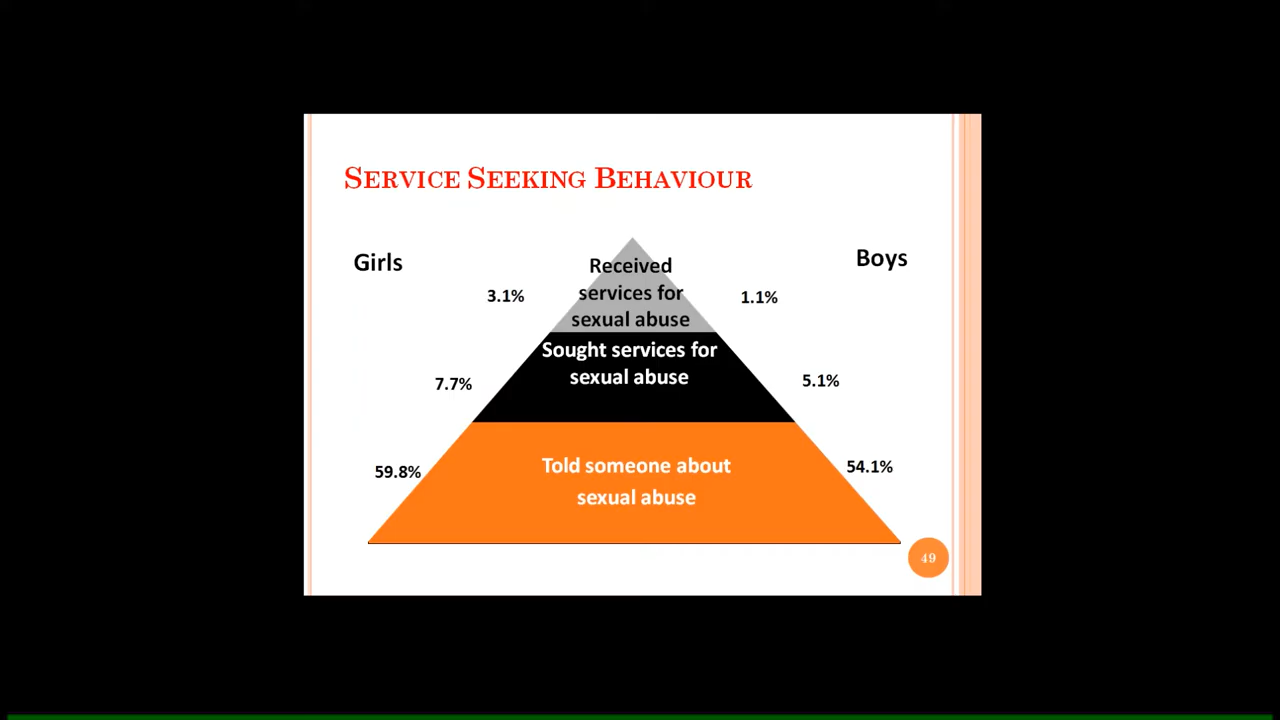 SERVICE SEEKING BEHAVIOUR
Girls
Boys
Received
services for
sexual abuse
3.1%
1.1%
Sought services for
sexual abuse
7.7%
5.1%
Told someone about
sexual abuse
59.8%
54.1%
49